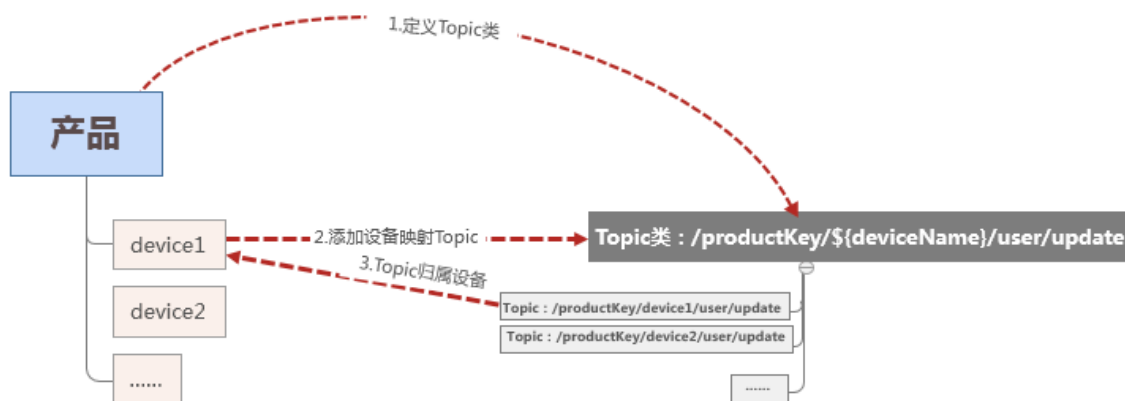 1.定义Topic类
产品
device1
2.添加设备映射Topic
Topic类：/productKey/${deviceName}/user/update
3.Topic归属设备
device2
Topic：/productKey/device1/user/update
Topic：/productKey/device2/user/update
......
......